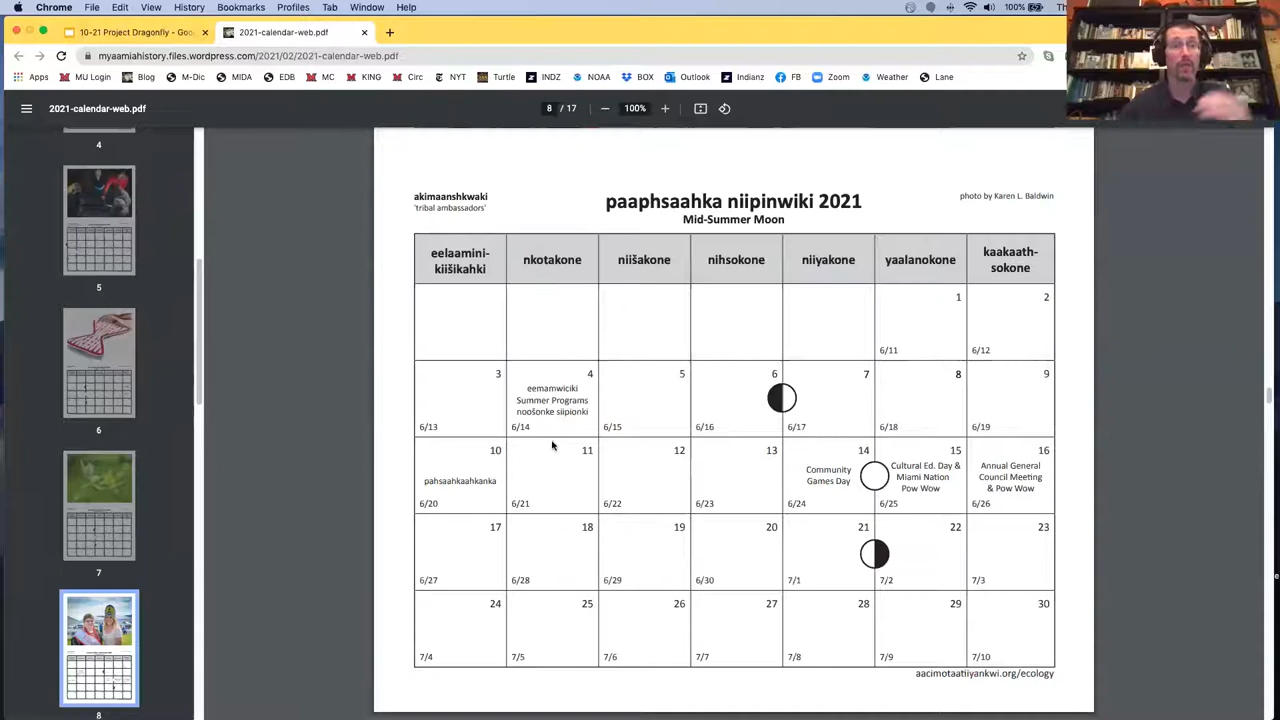 Chrome File Edit View History Bookmarks Profiles Tab Window Help 100%
10-21 Project Dragonfly - Goo 2021-calendar-web.pdf
myaamiahistory.files.wordpress.com/2021/02/2021-calendar-web.pdf
Apps MU Login Blog M-Dic MIDA EDB MC KING Circ NYT Turtle INDZ NOAA BOX Outlook Indianz FB Zoom Weather Lane
2021-calendar-web.pdf 8 / 17 100%
4
5
6
7
8
akimaanshkwaki
'tribal ambassadors'
paaphsaahka niipinwiki 2021
Mid-Summer Moon
photo by Karen L. Baldwin
eelaamini-
kiišikahki
nkotakone
niišakone
nihsokone
niiyakone
yaalanokone
kaakaath-
sokone
1 2
6/11 6/12
3 4 5 6 7 8 9
eemamwiciki
Summer Programs
noošonke siipionki
6/13 6/14 6/15 6/16 6/17 6/18 6/19
10 11 12 13 14 15 16
pahsaahkaahkanka
Community
Games Day
Cultural Ed. Day &
Miami Nation
Pow Wow
Annual General
Council Meeting
& Pow Wow
6/20 6/21 6/22 6/23 6/24 6/25 6/26
17 18 19 20 21 22 23
6/27 6/28 6/29 6/30 7/1 7/2 7/3
24 25 26 27 28 29 30
7/4 7/5 7/6 7/7 7/8 7/9 7/10
aacimotaatiiyankwi.org/ecology